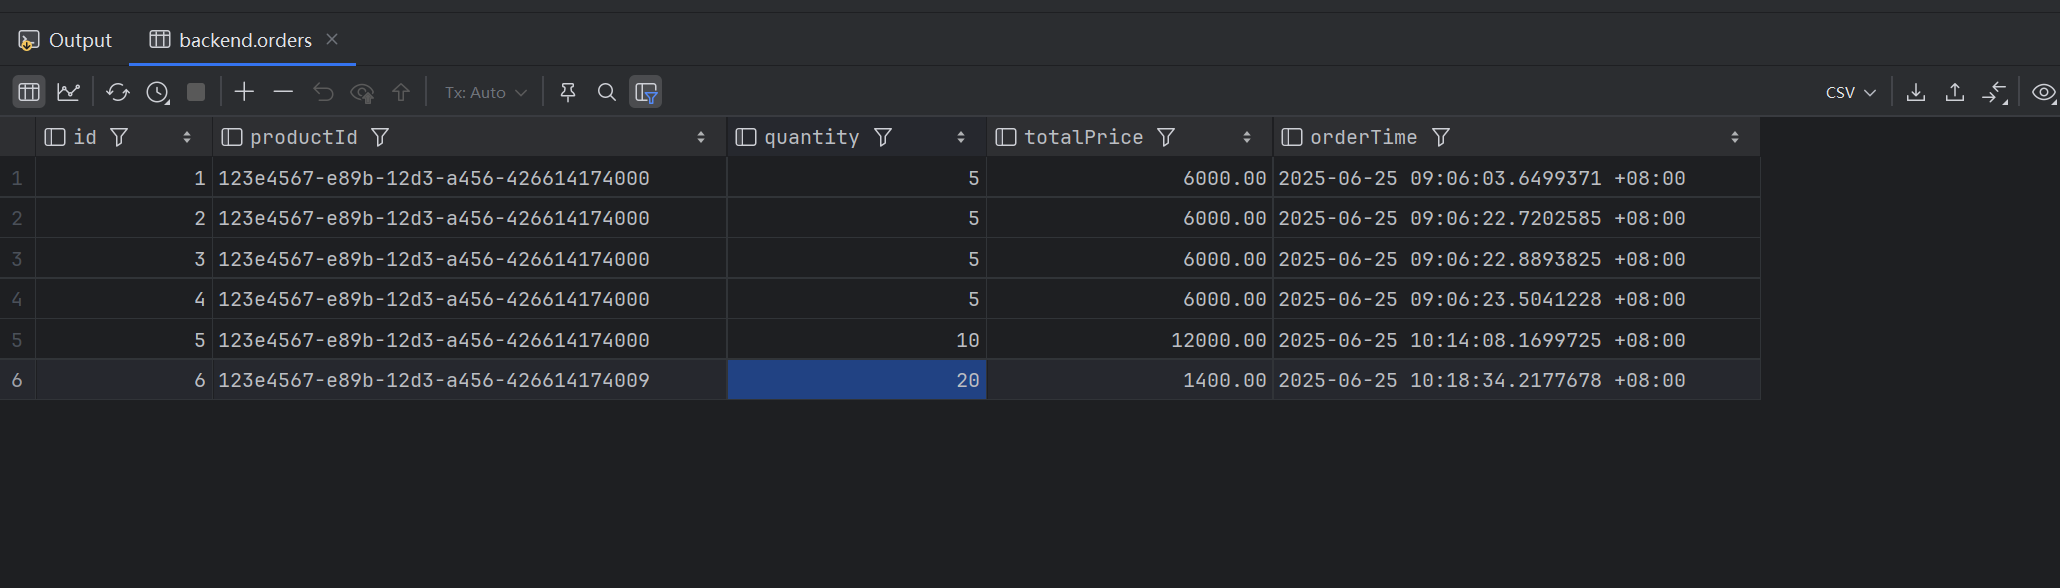 Output backend.orders
Tx: Auto CSV
id productId quantity totalPrice orderTime
1 1 123e4567-e89b-12d3-a456-426614174000 5 6000.00 2025-06-25 09:06:03.6499371 +08:00
2 2 123e4567-e89b-12d3-a456-426614174000 5 6000.00 2025-06-25 09:06:22.7202585 +08:00
3 3 123e4567-e89b-12d3-a456-426614174000 5 6000.00 2025-06-25 09:06:22.8893825 +08:00
4 4 123e4567-e89b-12d3-a456-426614174000 5 6000.00 2025-06-25 09:06:23.5041228 +08:00
5 5 123e4567-e89b-12d3-a456-426614174000 10 12000.00 2025-06-25 10:14:08.1699725 +08:00
6 6 123e4567-e89b-12d3-a456-426614174009 20 1400.00 2025-06-25 10:18:34.2177678 +08:00